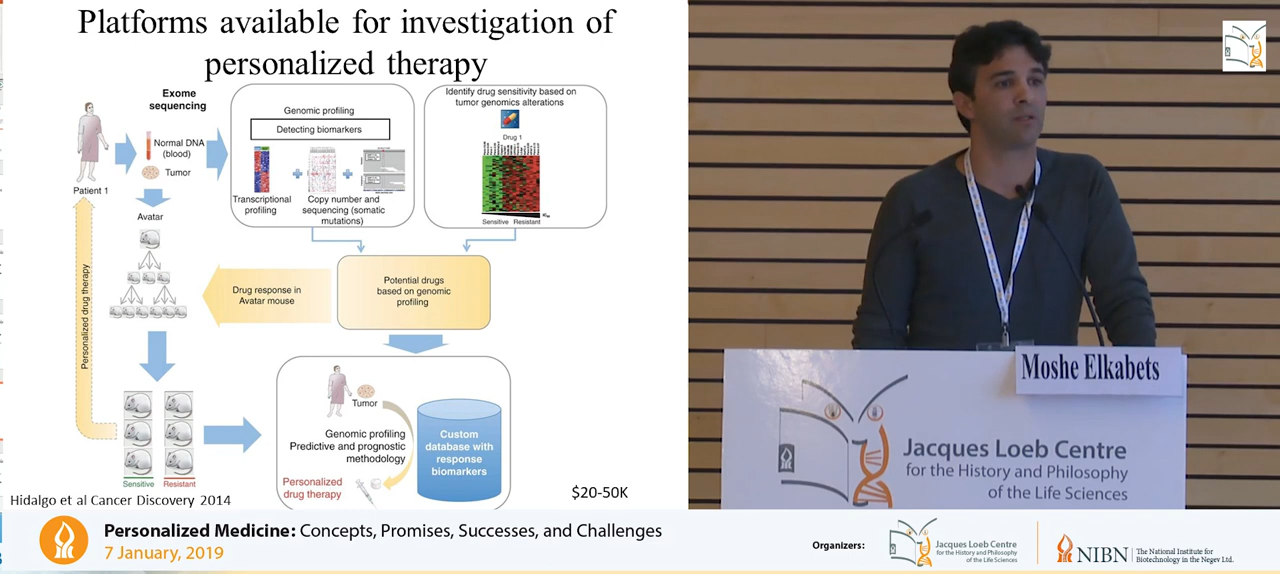 Platforms available for investigation of
personalized therapy
Exome
sequencing
Normal DNA
(blood)
Tumor
Patient 1
Avatar
Genomic profiling
Detecting biomarkers
Transcriptional
profiling
Copy number and
sequencing (somatic
mutations)
Identify drug sensitivity based on
tumor genomics alterations
Drug 1
Sensitive Resistant
Personalized drug therapy
Drug response in
Avatar mouse
Potential drugs
based on genomic
profiling
Tumor
Genomic profiling
Predictive and prognostic
methodology
Personalized
drug therapy
Custom
database with
response
biomarkers
Sensitive Resistant
Hidalgo et al Cancer Discovery 2014
$20-50K
Moshe Elkabets
Jacques Loeb Centre
for the History and Philosophy
of the Life Sciences
Personalized Medicine: Concepts, Promises, Successes, and Challenges
7 January, 2019
Organizers:
Jacques Loeb Centre
for the History and Philosophy
of the Life Sciences
NIBN
The National Institute for
Biotechnology in the Negev Ltd.